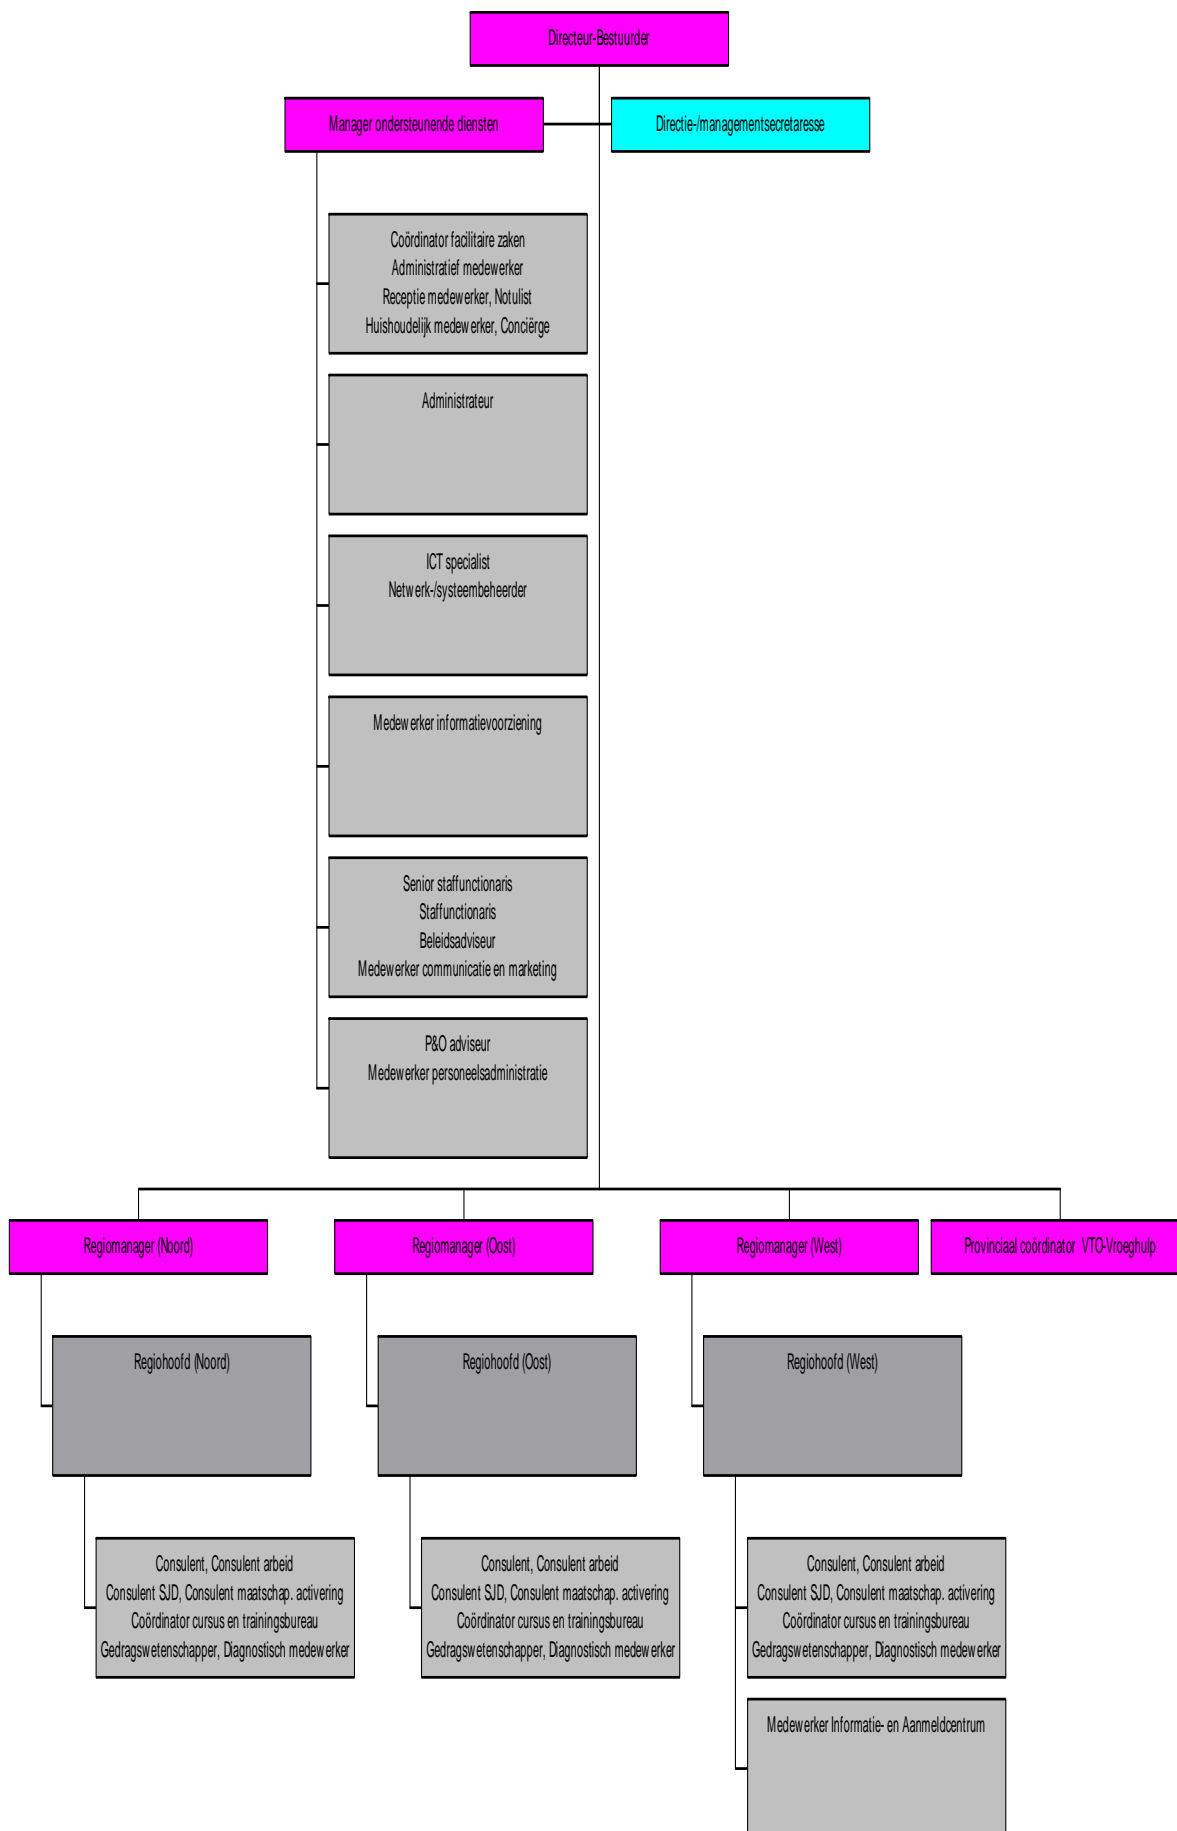 Directeur-Bestuurder
Manager ondersteunende diensten
Directie-/managementsecretaresse
Coördinator facilitaire zaken
Administratief medewerker
Receptie medewerker, Notulist
Huishoudelijk medewerker, Conciërge
Administrateur
ICT specialist
Netwerk-/systeembeheerder
Medewerker informatievoorziening
Senior staffunctionaris
Staffunctionaris
Beleidsadviseur
Medewerker communicatie en marketing
P&O adviseur
Medewerker personeelsadministratie
Regiomanager (Noord)
Regiomanager (Oost)
Regiomanager (West)
Provinciaal coördinator VTO-Vroeghulp
Regiohoofd (Noord)
Regiohoofd (Oost)
Regiohoofd (West)
Consulent, Consulent arbeid
Consulent SJD, Consulent maatschap. activering
Coördinator cursus en trainingsbureau
Gedragswetenschapper, Diagnostisch medewerker
Consulent, Consulent arbeid
Consulent SJD, Consulent maatschap. activering
Coördinator cursus en trainingsbureau
Gedragswetenschapper, Diagnostisch medewerker
Consulent, Consulent arbeid
Consulent SJD, Consulent maatschap. activering
Coördinator cursus en trainingsbureau
Gedragswetenschapper, Diagnostisch medewerker
Medewerker Informatie- en Aanmeldcentrum